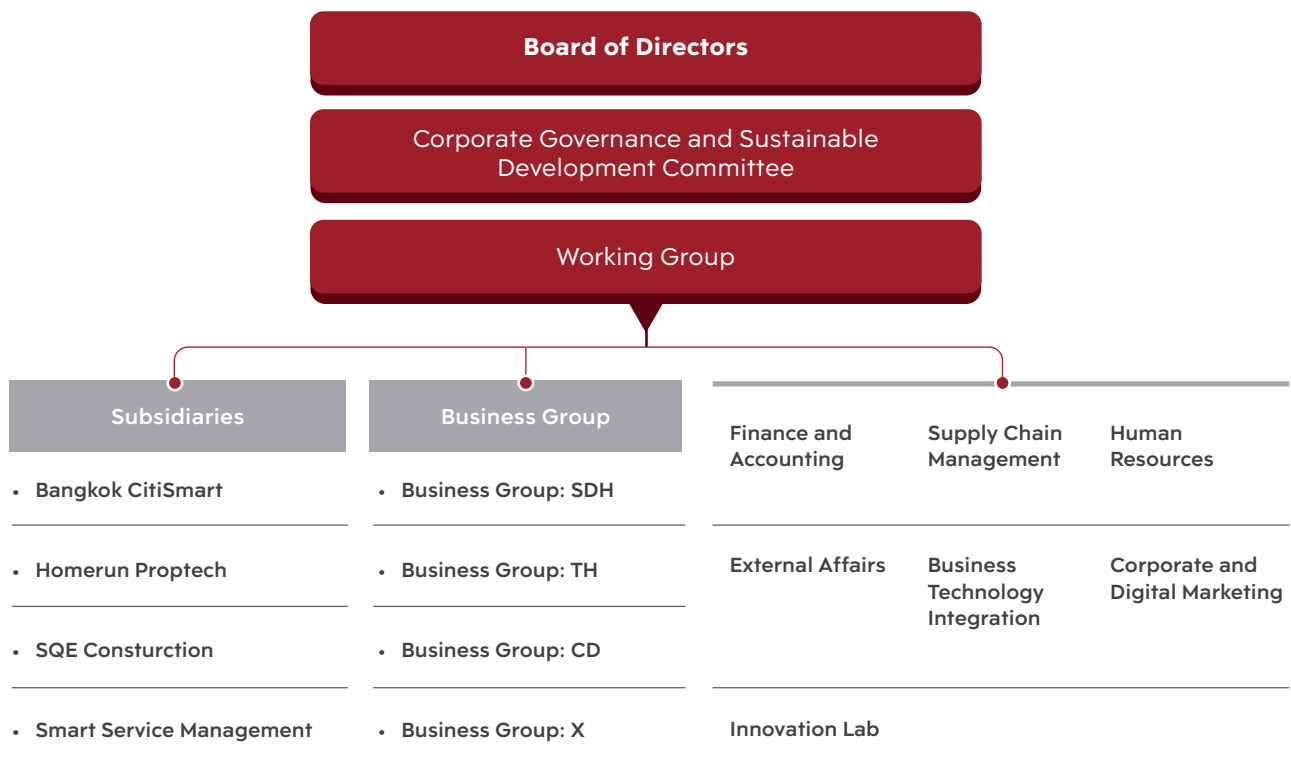 Board of Directors
Corporate Governance and Sustainable
Development Committee
Working Group
Subsidiaries
• Bangkok CitiSmart
• Homerun Proptech
• SQE Consturction
• Smart Service Management
Business Group
• Business Group: SDH
• Business Group: TH
• Business Group: CD
• Business Group: X
Finance and
Accounting
Supply Chain
Management
Human
Resources
External Affairs
Business
Technology
Integration
Corporate and
Digital Marketing
Innovation Lab